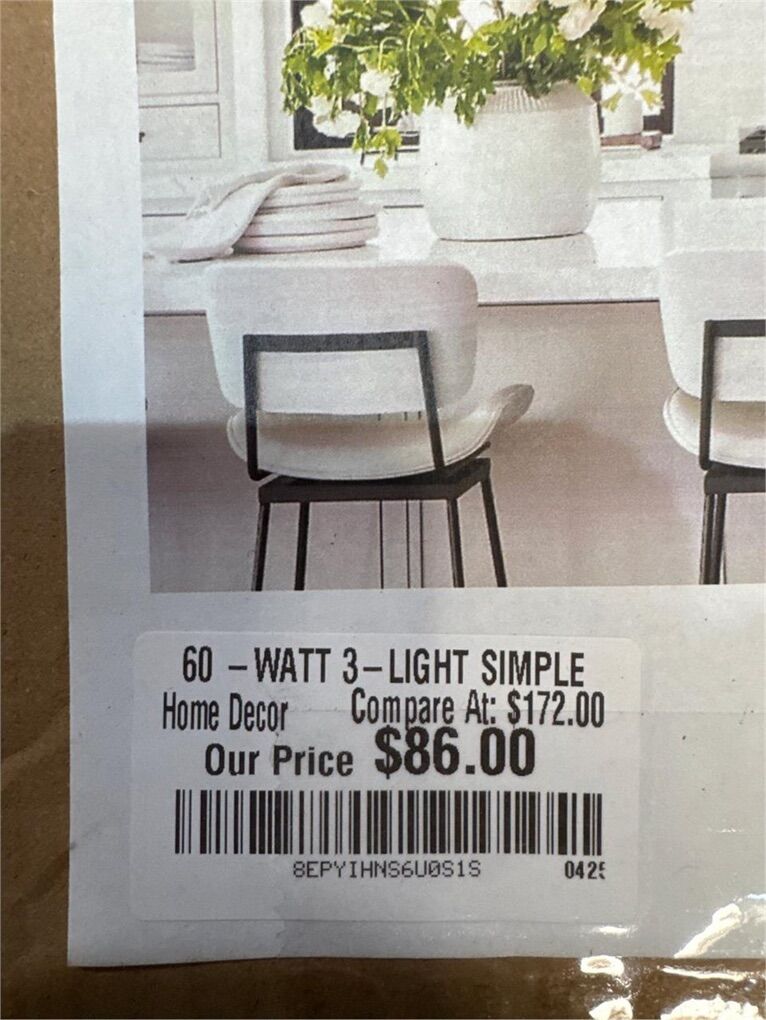 60 – WATT 3 – LIGHT SIMPLE
Home Decor Compare At: $172.00
Our Price $86.00
8EPYIHNS6U0S1S 042